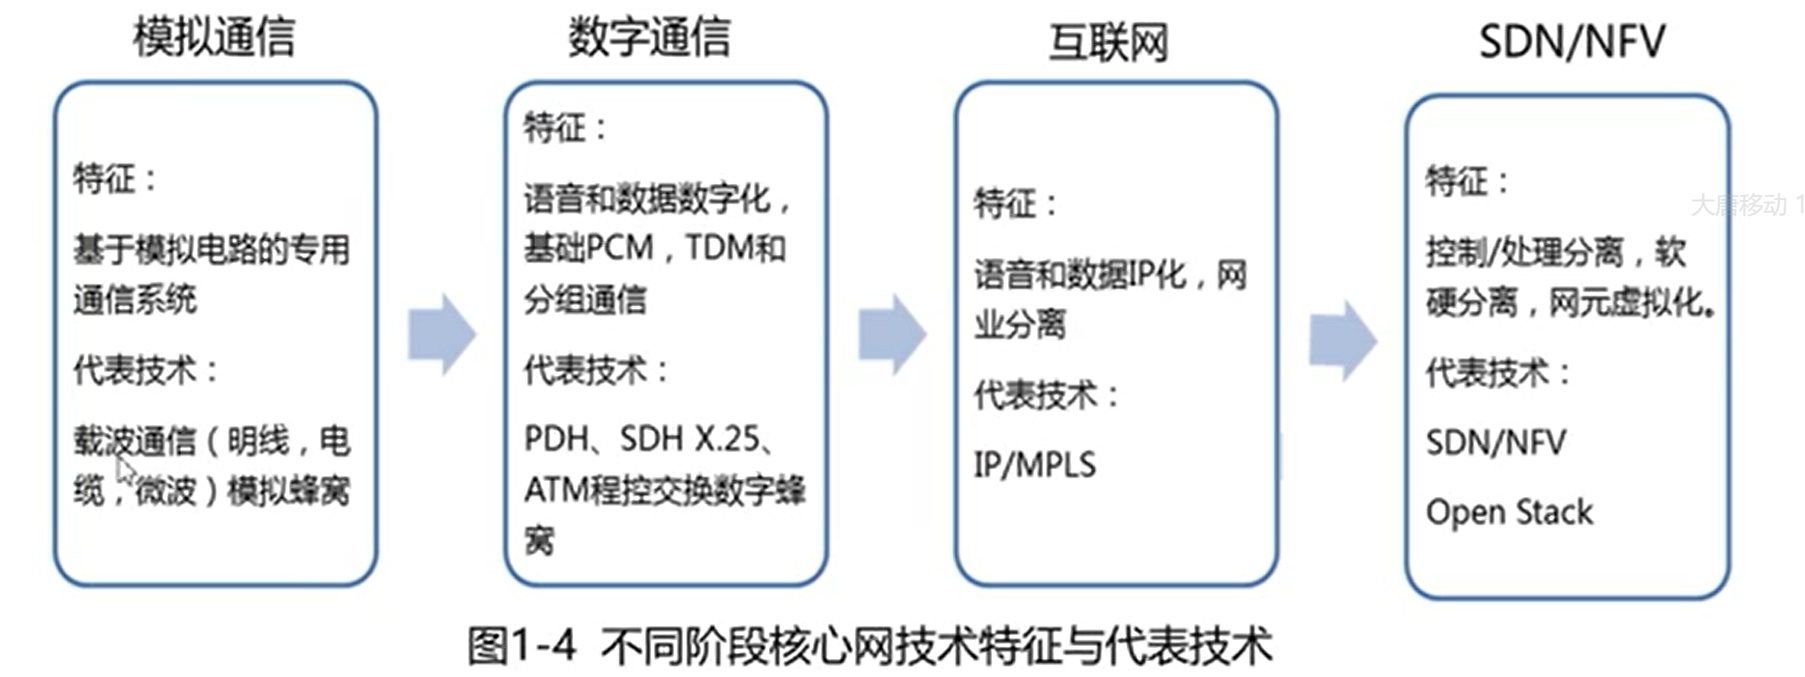 模拟通信
特征：
基于模拟电路的专用
通信系统
代表技术：
载波通信（明线，电
缆，微波）模拟蜂窝
数字通信
特征：
语音和数据数字化，
基础PCM，TDM和
分组通信
代表技术：
PDH、SDH X.25、
ATM程控交换数字蜂
窝
互联网
特征：
语音和数据IP化，网
业分离
代表技术：
IP/MPLS
SDN/NFV
特征：
控制/处理分离，软
硬分离，网元虚拟化。
代表技术：
SDN/NFV
Open Stack
大唐移动 1
图1-4 不同阶段核心网技术特征与代表技术